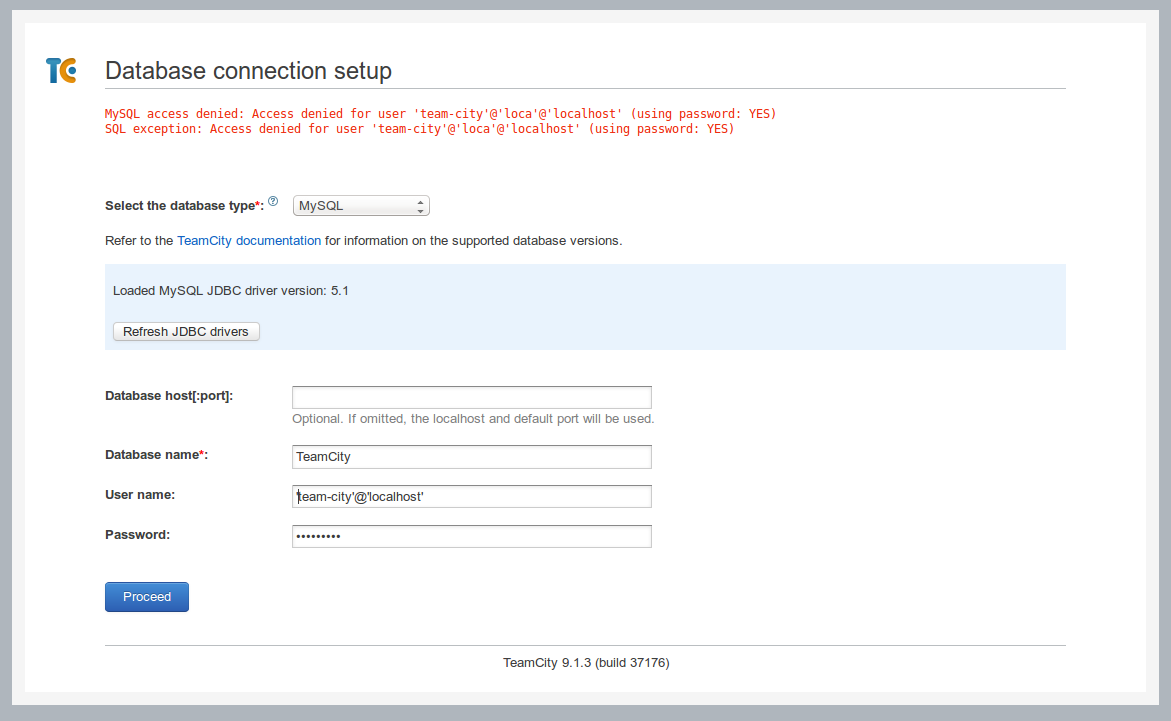 TC
Database connection setup
MySQL access denied: Access denied for user 'team-city'@'loca'@'localhost' (using password: YES)
SQL exception: Access denied for user 'team-city'@'loca'@'localhost' (using password: YES)
Select the database type*: ? MySQL
Refer to the TeamCity documentation for information on the supported database versions.
Loaded MySQL JDBC driver version: 5.1
Refresh JDBC drivers
Database host[:port]:
Optional. If omitted, the localhost and default port will be used.
Database name*: TeamCity
User name: 'team-city'@'localhost'
Password: •••••••••
Proceed
TeamCity 9.1.3 (build 37176)